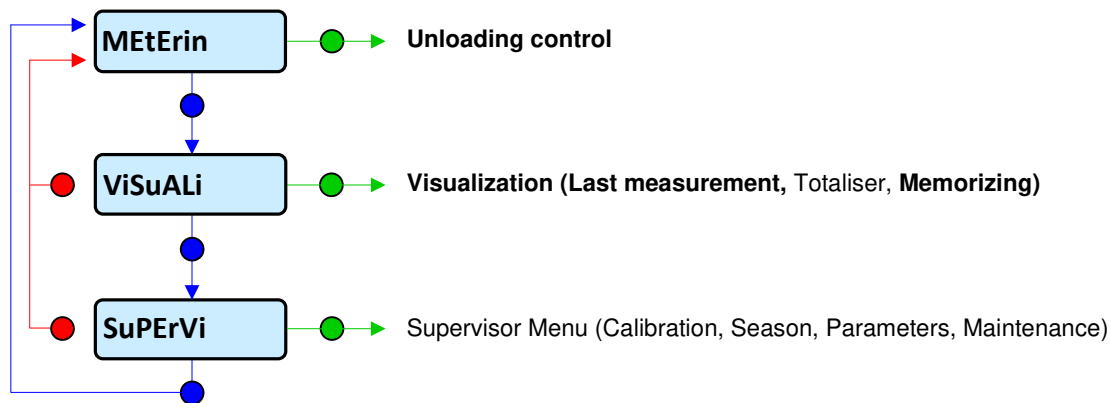 MEtErin
Unloading control
ViSuALi
Visualization (Last measurement, Totaliser, Memorizing)
SuPErVi
Supervisor Menu (Calibration, Season, Parameters, Maintenance)